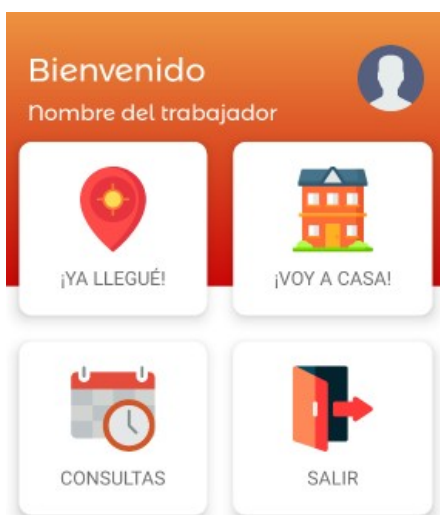 Bienvenido
Nombre del trabajador
¡YA LLEGUÉ!
¡VOY A CASA!
CONSULTAS
SALIR